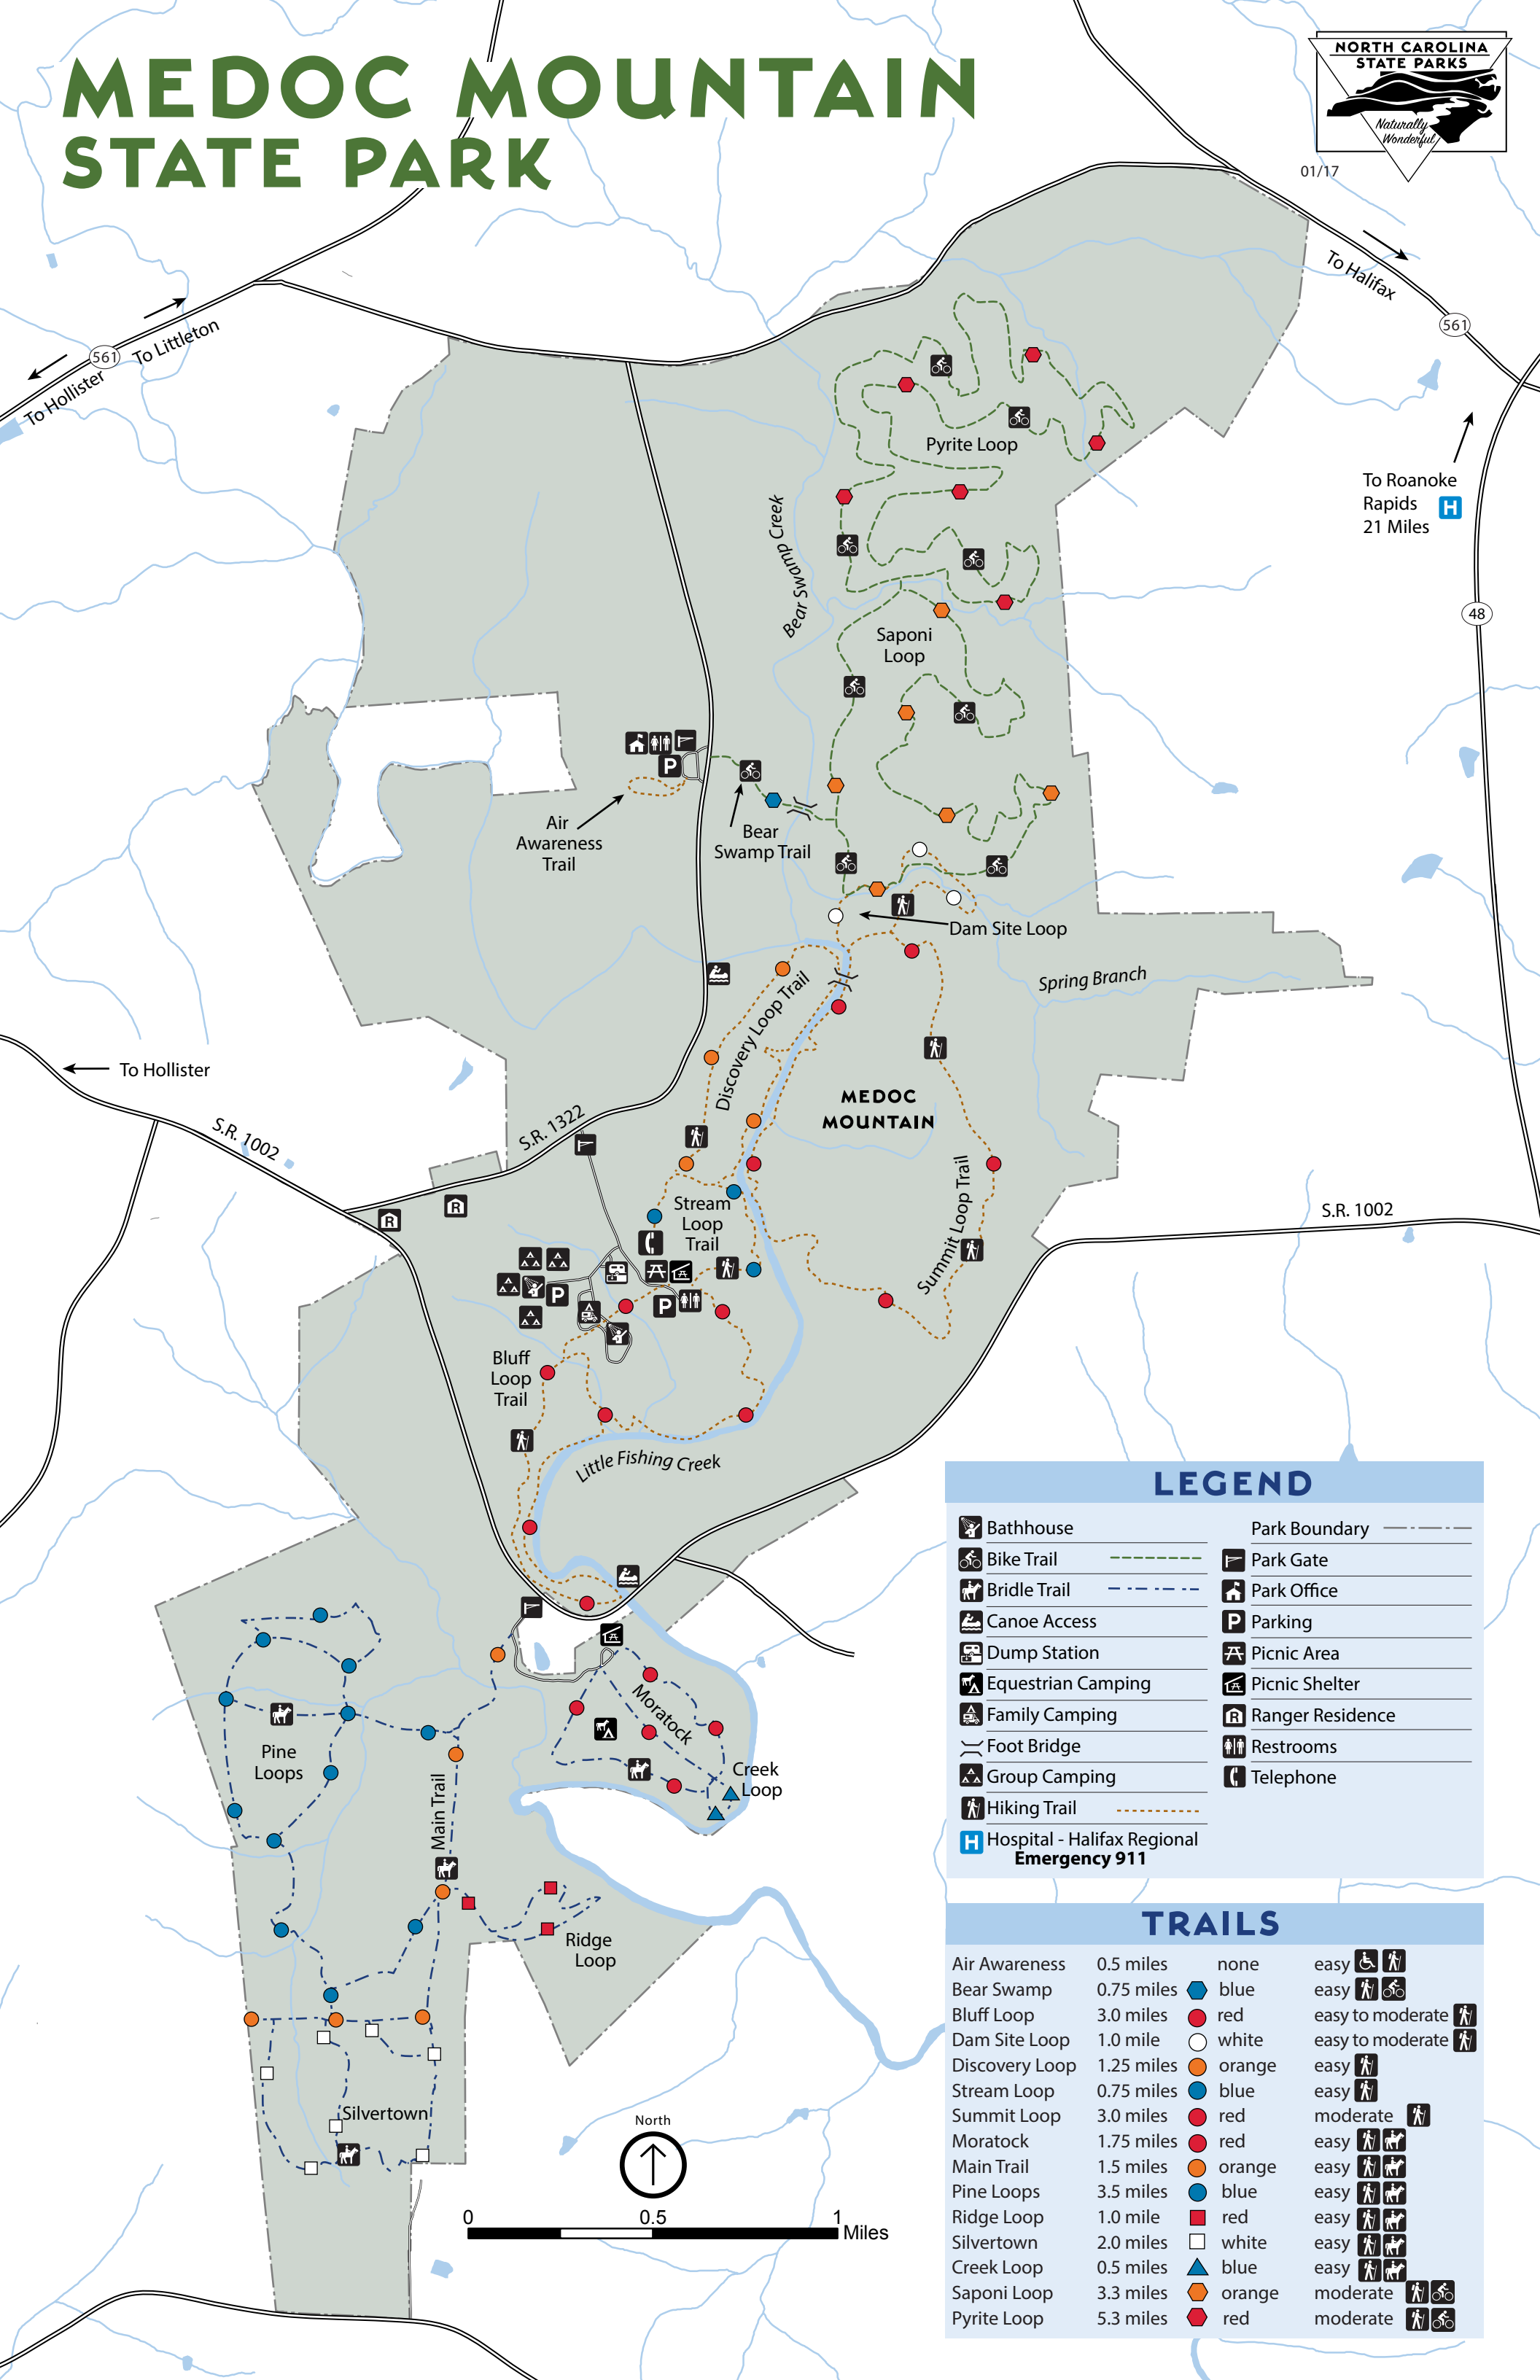 MEDOC MOUNTAIN
STATE PARK
NORTH CAROLINA
STATE PARKS
Naturally
Wonderful
01/17
To Halifax
561
To Littleton
561
To Hollister
To Roanoke
Rapids
21 Miles
H
48
Pyrite Loop
Bear Swamp Creek
Saponi
Loop
P
Air
Awareness
Trail
Bear
Swamp Trail
Dam Site Loop
Spring Branch
Discovery Loop Trail
To Hollister
S.R. 1002
S.R. 1322
MEDOC
MOUNTAIN
Summit Loop Trail
S.R. 1002
R
R
Stream
Loop
Trail
P
P
Bluff
Loop
Trail
Little Fishing Creek
Moratock
Creek
Loop
Pine
Loops
Main Trail
Ridge
Loop
Silvertown
North
0 0.5 1
Miles
LEGEND
Bathhouse
Bike Trail
Bridle Trail
Canoe Access
Dump Station
Equestrian Camping
Family Camping
Foot Bridge
Group Camping
Hiking Trail
H Hospital - Halifax Regional
Emergency 911
Park Boundary
Park Gate
Park Office
P Parking
Picnic Area
Picnic Shelter
R Ranger Residence
Restrooms
Telephone
TRAILS
Air Awareness 0.5 miles none easy
Bear Swamp 0.75 miles blue easy
Bluff Loop 3.0 miles red easy to moderate
Dam Site Loop 1.0 mile white easy to moderate
Discovery Loop 1.25 miles orange easy
Stream Loop 0.75 miles blue easy
Summit Loop 3.0 miles red moderate
Moratock 1.75 miles red easy
Main Trail 1.5 miles orange easy
Pine Loops 3.5 miles blue easy
Ridge Loop 1.0 mile red easy
Silvertown 2.0 miles white easy
Creek Loop 0.5 miles blue easy
Saponi Loop 3.3 miles orange moderate
Pyrite Loop 5.3 miles red moderate